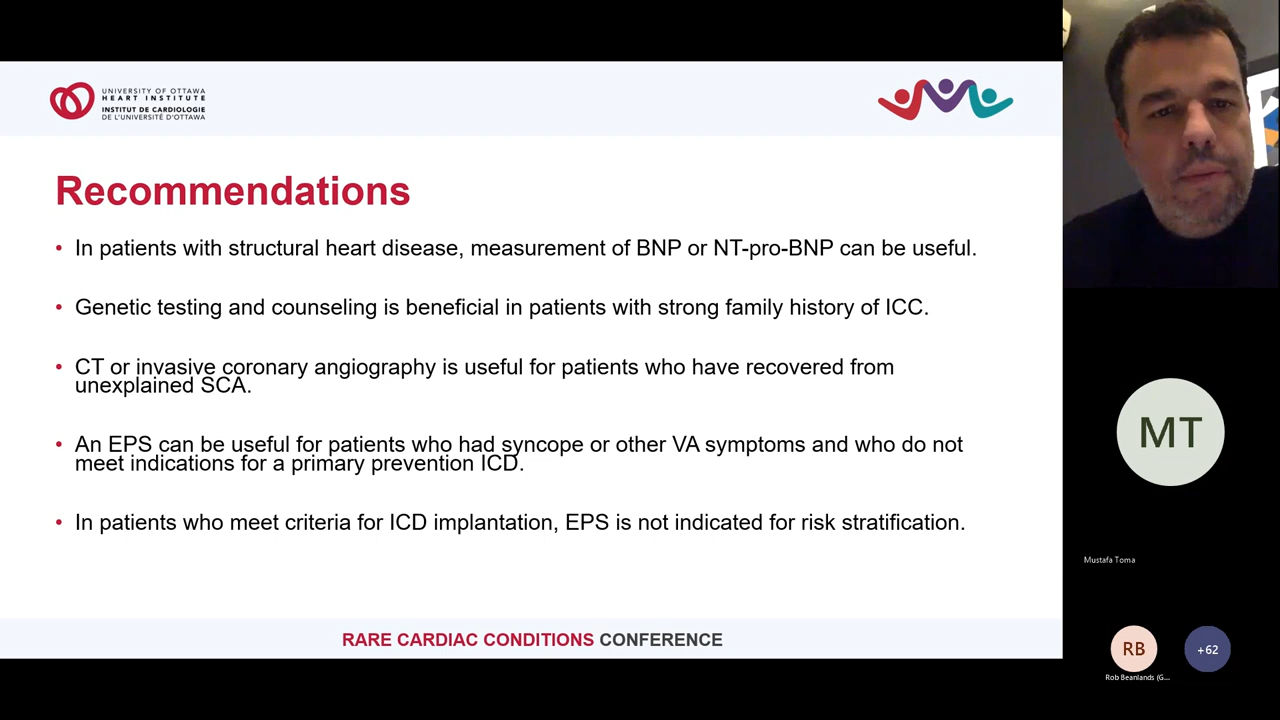 UNIVERSITY OF OTTAWA
HEART INSTITUTE
INSTITUT DE CARDIOLOGIE
DE L'UNIVERSITÉ D'OTTAWA
Recommendations
• In patients with structural heart disease, measurement of BNP or NT-pro-BNP can be useful.
• Genetic testing and counseling is beneficial in patients with strong family history of ICC.
• CT or invasive coronary angiography is useful for patients who have recovered from
unexplained SCA.
• An EPS can be useful for patients who had syncope or other VA symptoms and who do not
meet indications for a primary prevention ICD.
• In patients who meet criteria for ICD implantation, EPS is not indicated for risk stratification.
RARE CARDIAC CONDITIONS CONFERENCE
MT
Mustafa Toma
RB
+62
Rob Beanlands (G...